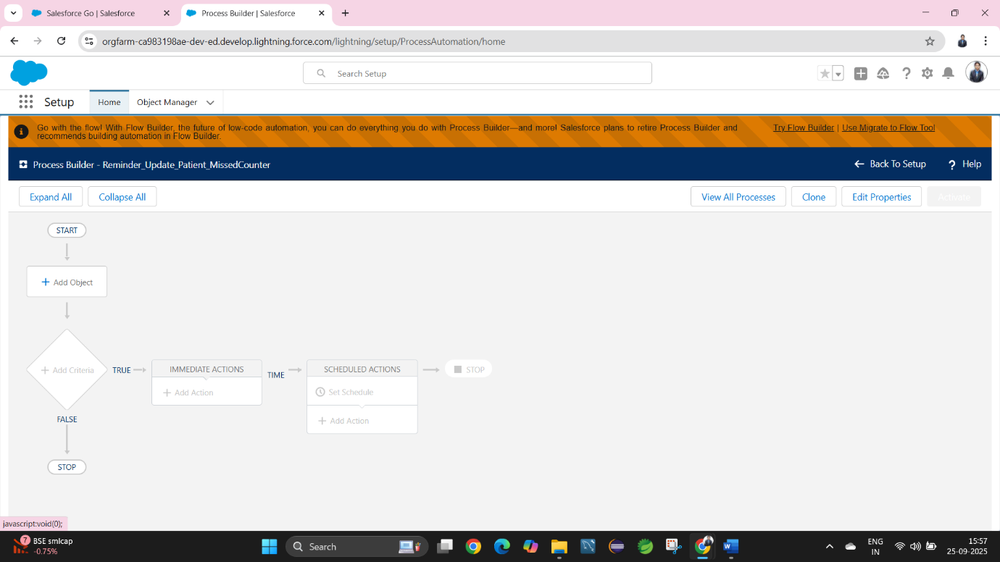 Salesforce Go | Salesforce
Process Builder | Salesforce
orgfarm-ca983198ae-dev-ed.develop.lightning.force.com/lightning/setup/ProcessAutomation/home
Search Setup
Setup
Home
Object Manager
Go with the flow! With Flow Builder, the future of low-code automation, you can do everything you do with Process Builder—and more! Salesforce plans to retire Process Builder and
recommends building automation in Flow Builder.
Try Flow Builder | Use Migrate to Flow Tool
Process Builder - Reminder_Update_Patient_MissedCounter
Back To Setup
? Help
Expand All
Collapse All
View All Processes
Clone
Edit Properties
Activate
START
+ Add Object
+ Add Criteria
TRUE
IMMEDIATE ACTIONS
+ Add Action
TIME
SCHEDULED ACTIONS
Set Schedule
+ Add Action
STOP
FALSE
STOP
javascript:void(0);
7
BSE smlcap
-0.75%
Search
ENG
IN
15:57
25-09-2025